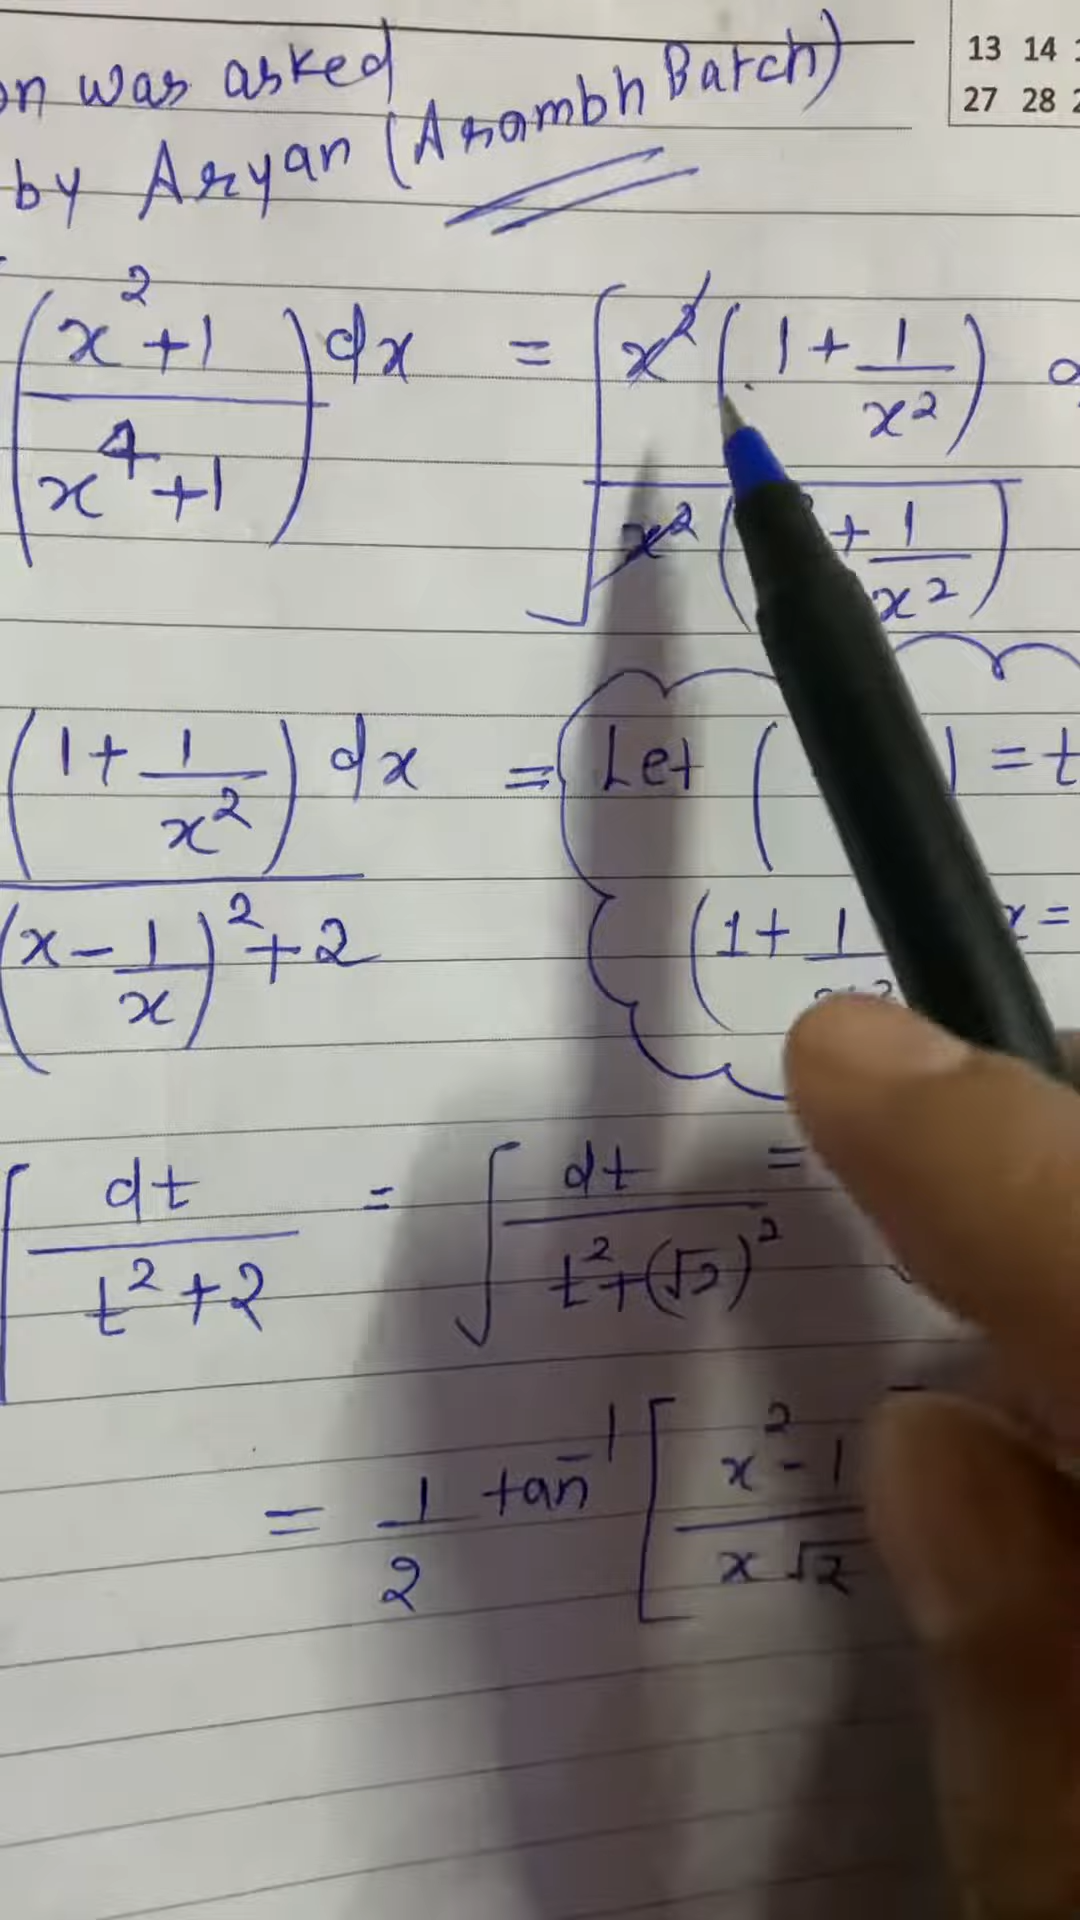 13 14
27 28
on was asked
by Aryan (Arambh Batch)
(x²+1 / x⁴+1) dx = ∫ x² (1 + 1/x²) / x² ( + 1/x²)
(1 + 1/x²) dx / (x - 1/x)² + 2 = Let ( ) = t
(1 + 1 =
∫ dt / t²+2 = ∫ dt / t²+(√2)² =
= 1/2 tan⁻¹ [ x²-1 / x√2